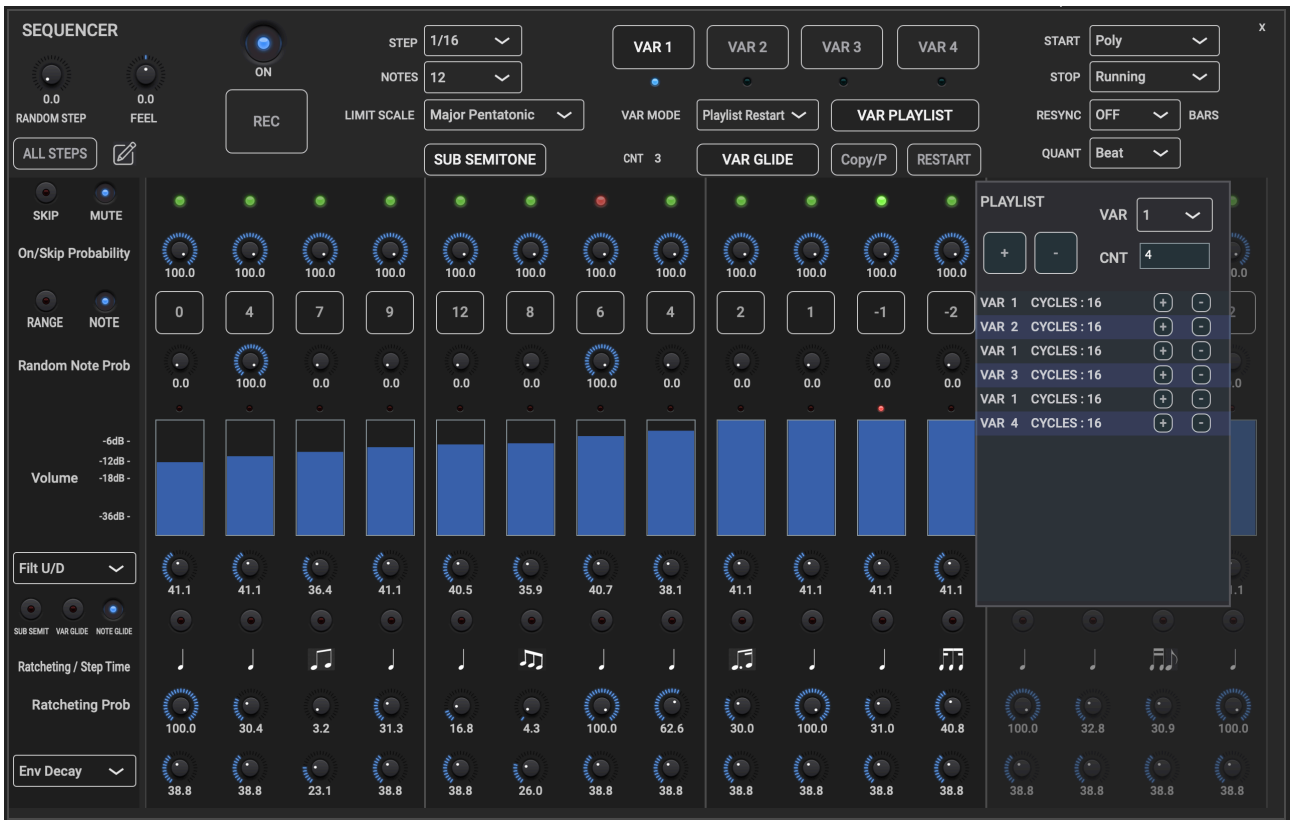 SEQUENCER
x
ON
0.0 0.0
RANDOM STEP FEEL
REC
ALL STEPS
STEP 1/16
NOTES 12
LIMIT SCALE Major Pentatonic
SUB SEMITONE
VAR 1 VAR 2 VAR 3 VAR 4
VAR MODE Playlist Restart VAR PLAYLIST
CNT 3 VAR GLIDE Copy/P RESTART
START Poly
STOP Running
RESYNC OFF BARS
QUANT Beat
SKIP MUTE
On/Skip Probability
100.0 100.0 100.0 100.0 100.0 100.0 100.0 100.0 100.0 100.0 100.0 100.0
RANGE NOTE
0 4 7 9 12 8 6 4 2 1 -1 -2
Random Note Prob
0.0 100.0 0.0 0.0 0.0 0.0 100.0 0.0 0.0 0.0 0.0 0.0
PLAYLIST
VAR 1
+ - CNT 4
VAR 1 CYCLES : 16 + -
VAR 2 CYCLES : 16 + -
VAR 1 CYCLES : 16 + -
VAR 3 CYCLES : 16 + -
VAR 1 CYCLES : 16 + -
VAR 4 CYCLES : 16 + -
-6dB -
-12dB -
Volume -18dB -
-36dB -
Filt U/D
41.1 41.1 36.4 41.1 40.5 35.9 40.7 38.1 41.1 41.1 41.1 41.1
SUB SEMIT VAR GLIDE NOTE GLIDE
Ratcheting / Step Time
Ratcheting Prob
100.0 30.4 3.2 31.3 16.8 4.3 100.0 62.6 30.0 100.0 31.0 40.8 100.0 32.8 30.9 100.0
Env Decay
38.8 38.8 23.1 38.8 38.8 26.0 38.8 38.8 38.8 38.8 38.8 38.8 38.8 38.8 38.8 38.8